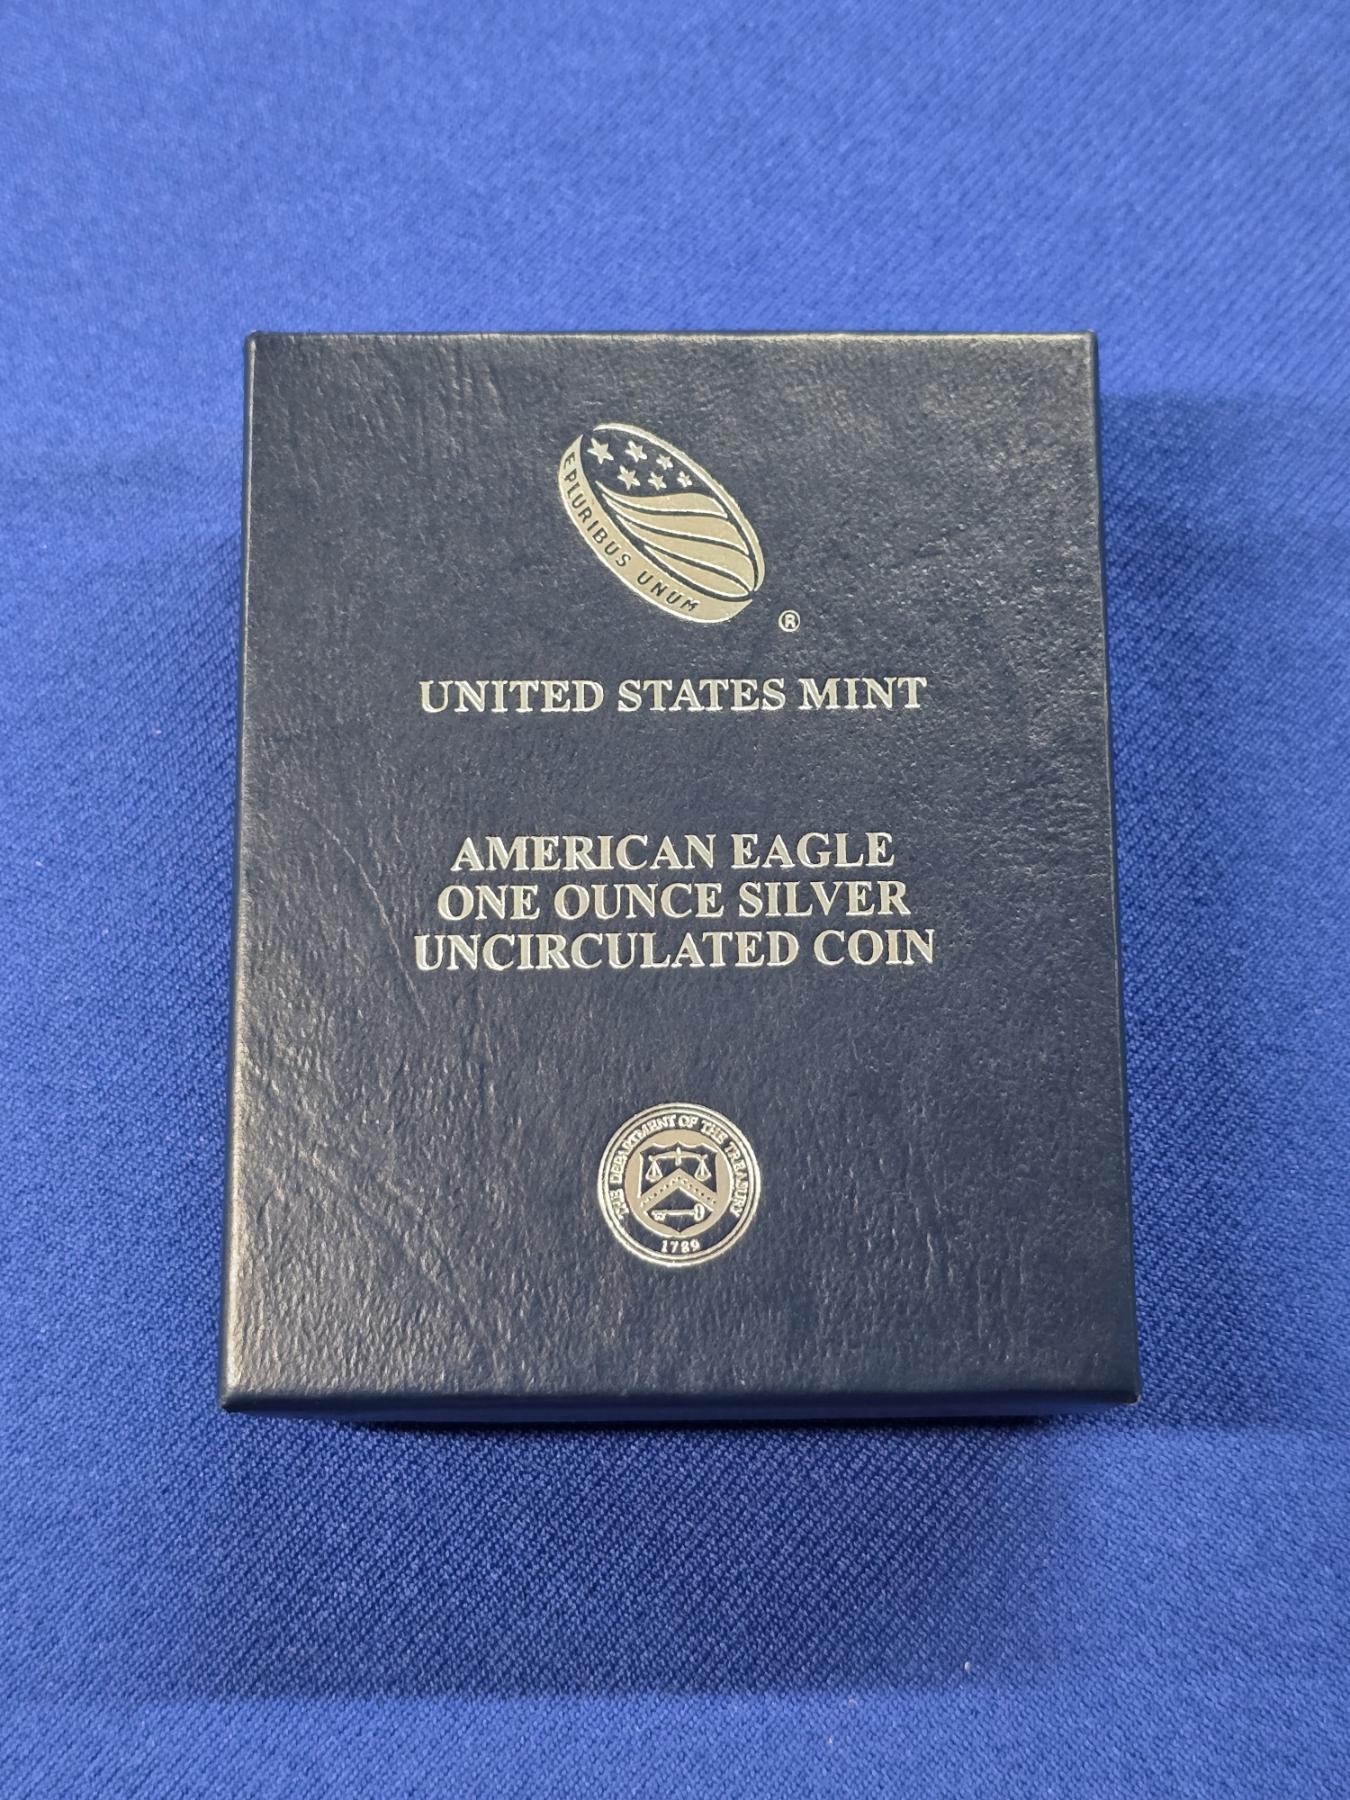 E PLURIBUS UNUM
®
UNITED STATES MINT
AMERICAN EAGLE
ONE OUNCE SILVER
UNCIRCULATED COIN
THE DEPARTMENT OF THE TREASURY
1789